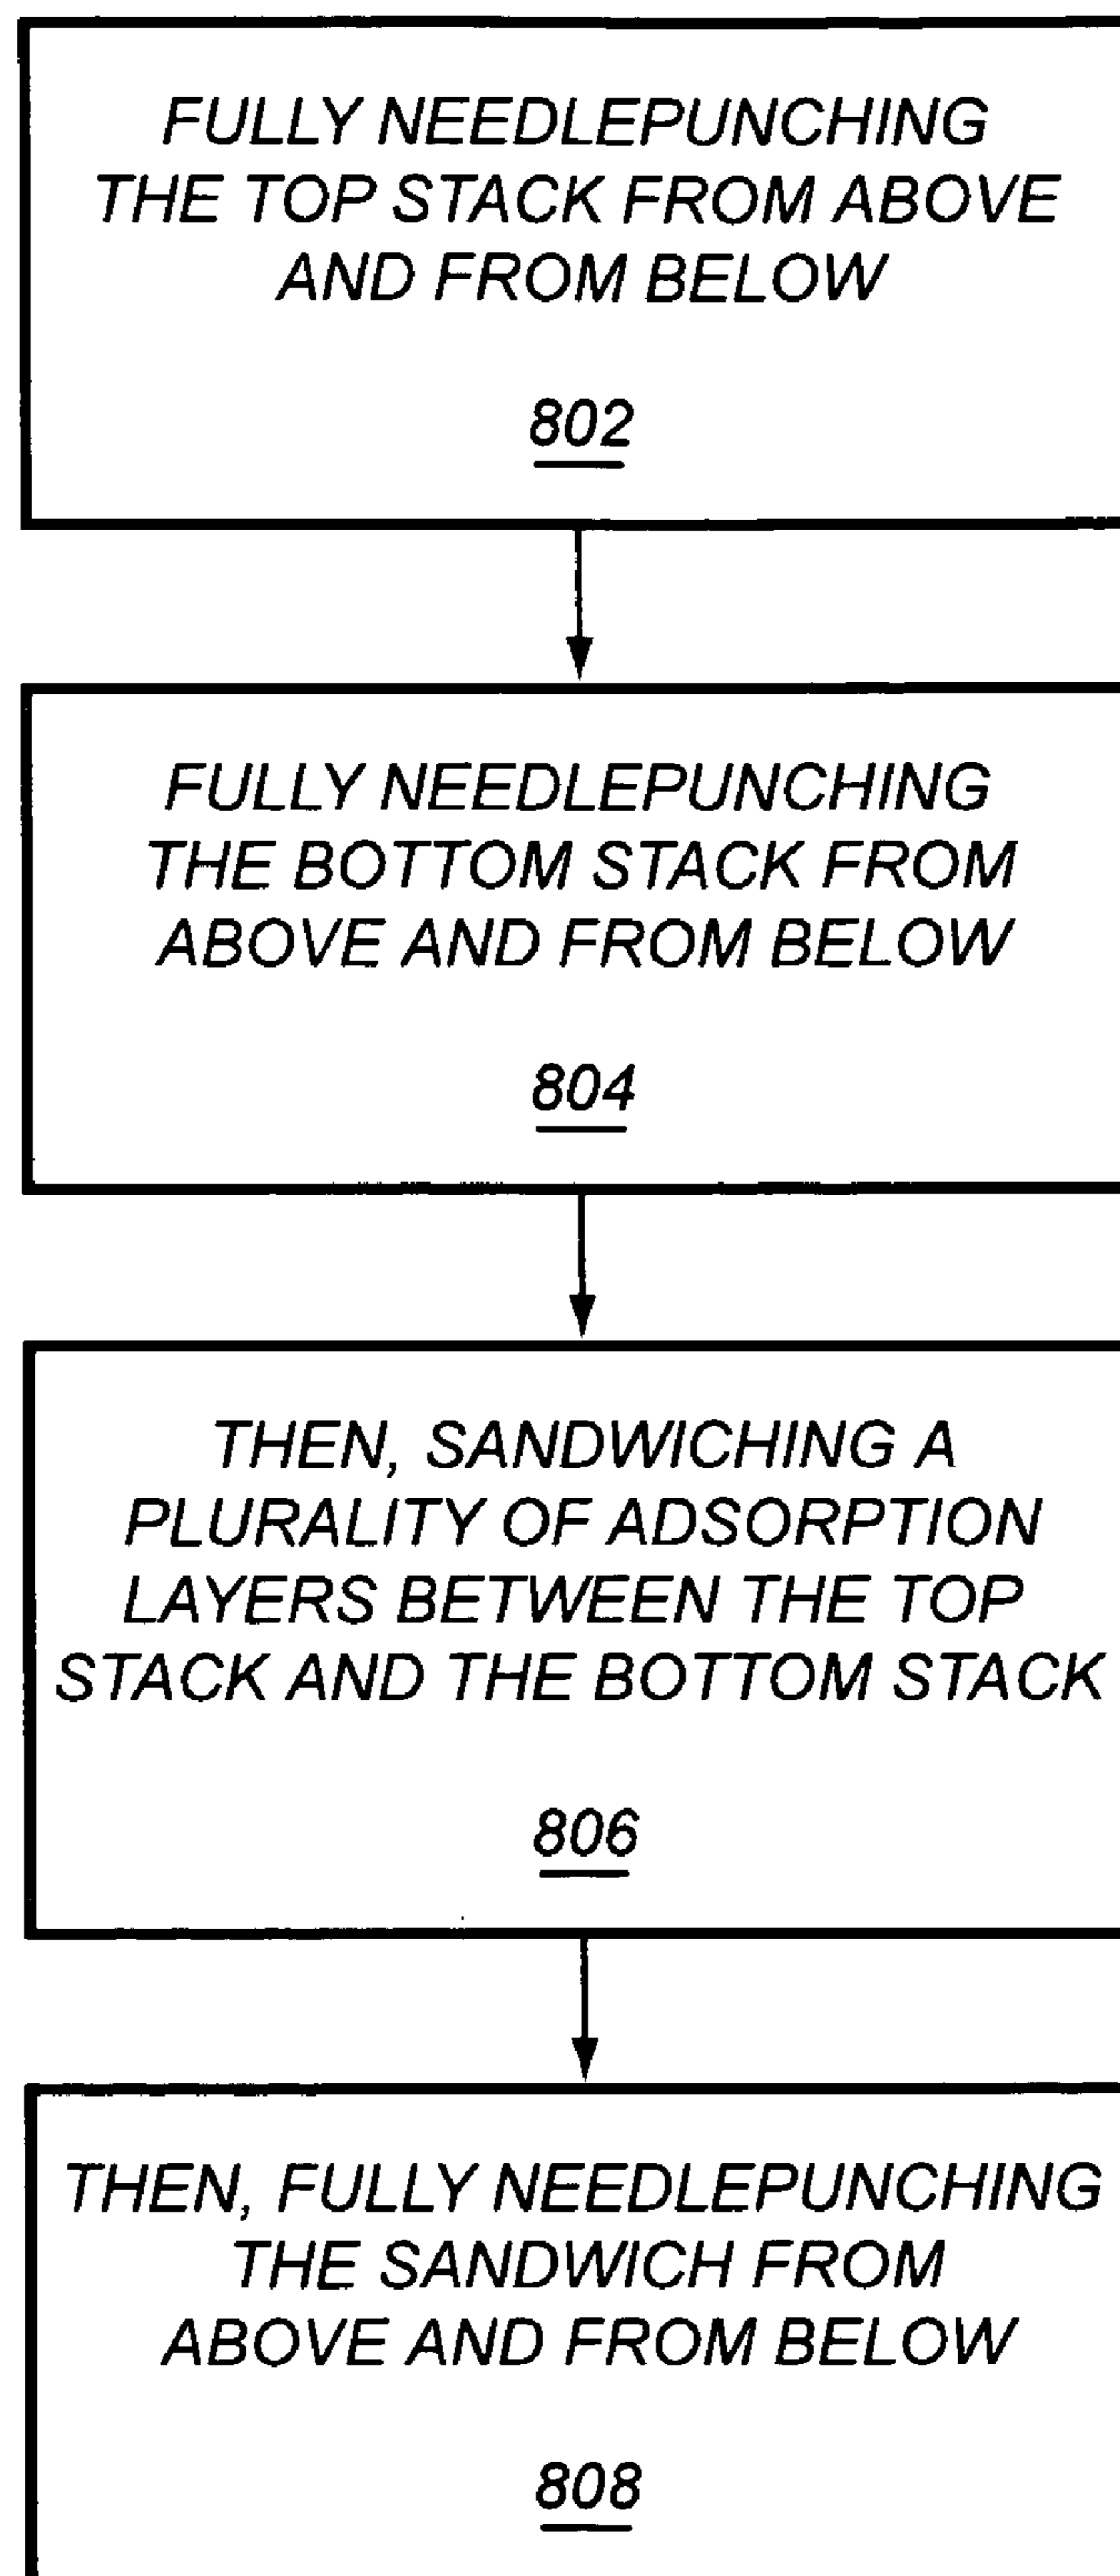 FULLY NEEDLEPUNCHING
THE TOP STACK FROM ABOVE
AND FROM BELOW
802
FULLY NEEDLEPUNCHING
THE BOTTOM STACK FROM
ABOVE AND FROM BELOW
804
THEN, SANDWICHING A
PLURALITY OF ADSORPTION
LAYERS BETWEEN THE TOP
STACK AND THE BOTTOM STACK
806
THEN, FULLY NEEDLEPUNCHING
THE SANDWICH FROM
ABOVE AND FROM BELOW
808